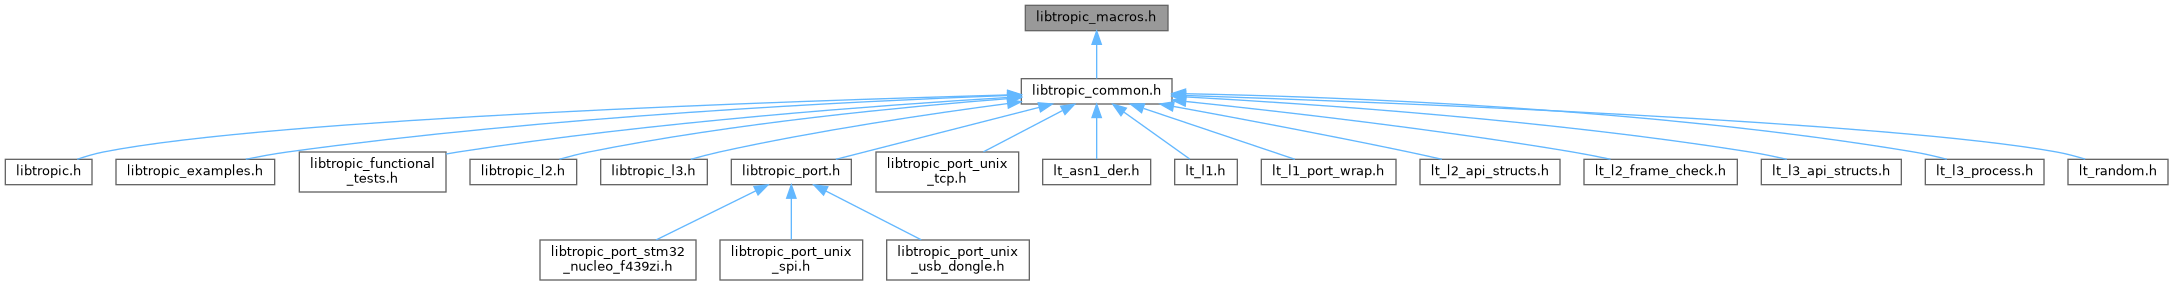 libtropic_macros.h
libtropic_common.h
libtropic.h
libtropic_examples.h
libtropic_functional
_tests.h
libtropic_l2.h
libtropic_l3.h
libtropic_port.h
libtropic_port_unix
_tcp.h
lt_asn1_der.h
lt_l1.h
lt_l1_port_wrap.h
lt_l2_api_structs.h
lt_l2_frame_check.h
lt_l3_api_structs.h
lt_l3_process.h
lt_random.h
libtropic_port_stm32
_nucleo_f439zi.h
libtropic_port_unix
_spi.h
libtropic_port_unix
_usb_dongle.h